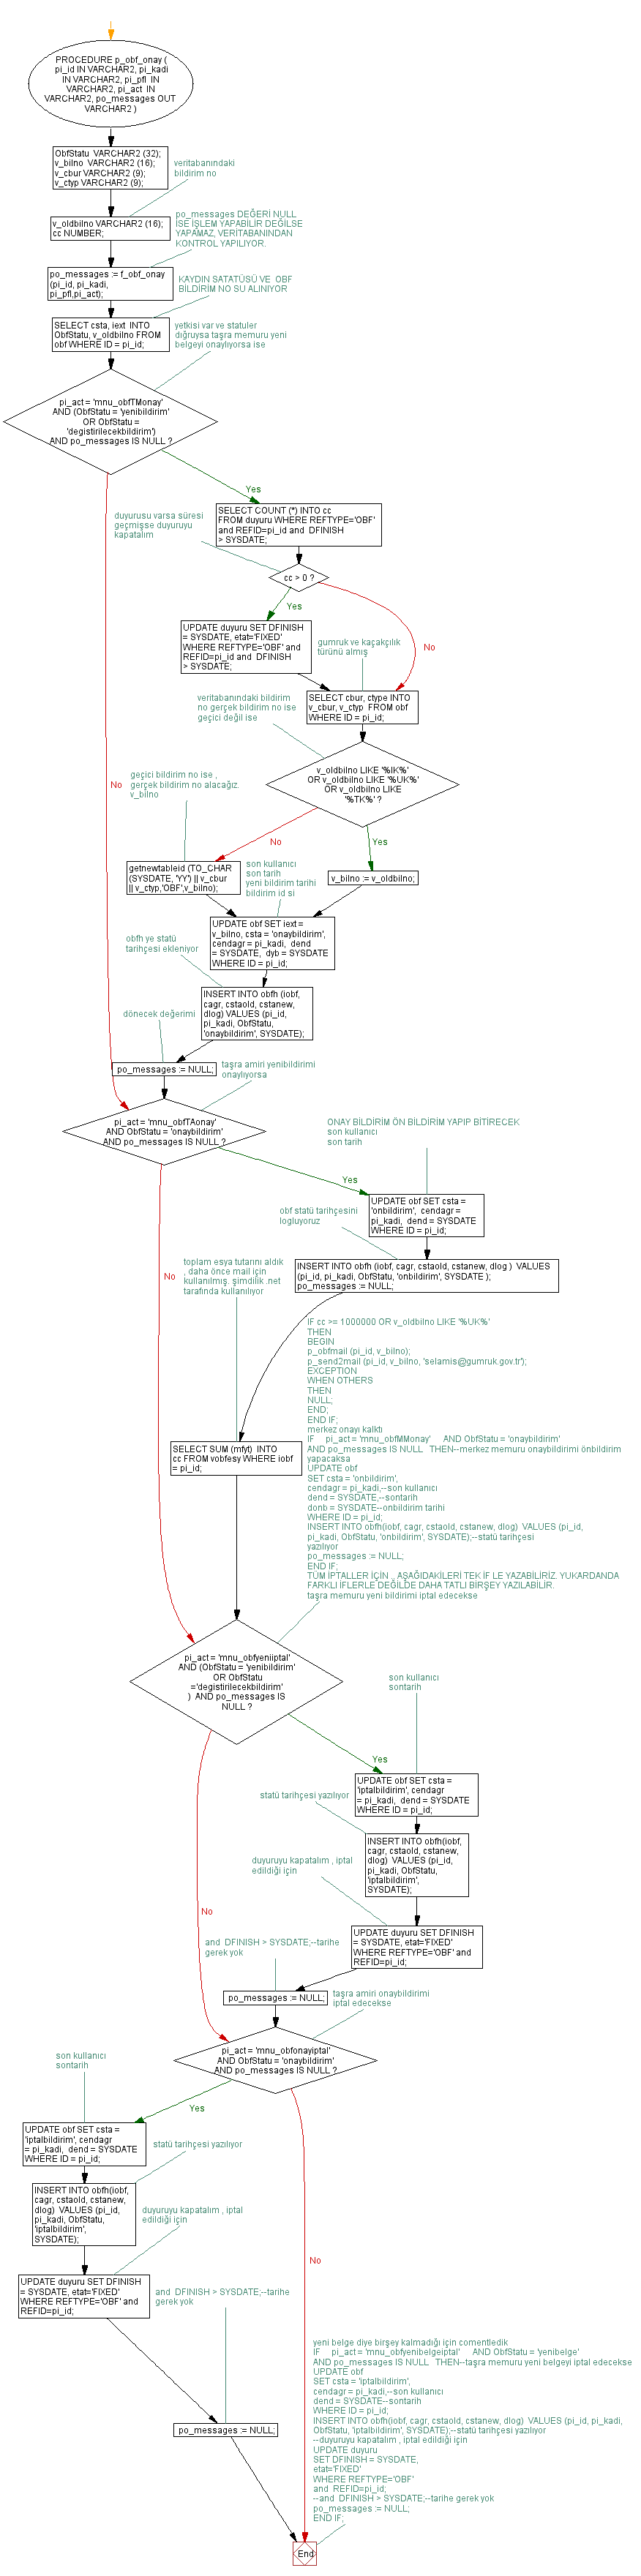 PROCEDURE p_obf_onay (
pi_id IN VARCHAR2, pi_kadi
IN VARCHAR2, pi_pfl  IN
VARCHAR2, pi_act  IN
VARCHAR2, po_messages OUT
VARCHAR2 )
ObfStatu  VARCHAR2 (32);
v_bilno  VARCHAR2 (16);
v_cbur VARCHAR2 (9);
v_ctyp VARCHAR2 (9);
veritabanındaki
bildirim no
v_oldbilno VARCHAR2 (16);
cc NUMBER;
po_messages DEĞERİ NULL
ISE IŞLEM YAPABİLİR DEĞİLSE
YAPAMAZ, VERİTABANINDAN
KONTROL YAPILIYOR.
po_messages := f_obf_onay
(pi_id, pi_kadi,
pi_pfl,pi_act);
KAYDIN SATATÜSÜ VE  OBF
BİLDİRİM NO SU ALINIYOR
SELECT csta, iext  INTO
ObfStatu, v_oldbilno FROM
obf WHERE ID = pi_id;
yetkisi var ve statuler
dığruysa taşra memuru yeni
belgeyi onaylıyorsa ise
pi_act = 'mnu_obfTMonay'
AND (ObfStatu = 'yenibildirim'
OR ObfStatu =
'degistirilecekbildirim')
AND po_messages IS NULL ?
Yes
duyurusu varsa süresi
geçmişse duyuruyu
kapatalım
SELECT COUNT (*) INTO cc
FROM duyuru WHERE REFTYPE='OBF'
and REFID=pi_id and  DFINISH
> SYSDATE;
cc > 0 ?
Yes
UPDATE duyuru SET DFINISH
= SYSDATE, etat='FIXED'
WHERE REFTYPE='OBF' and
REFID=pi_id and  DFINISH
> SYSDATE;
gumruk ve kaçakçılık
türünü almış
No
veritabanındaki bildirim
no gerçek bildirim no ise
geçici değil ise
SELECT cbur, ctype INTO
v_cbur, v_ctyp  FROM obf
WHERE ID = pi_id;
geçici bildirim no ise ,
gerçek bildirim no alacağız.
v_bilno
No
v_oldbilno LIKE '%IK%'
OR v_oldbilno LIKE '%UK%'
OR v_oldbilno LIKE
'%TK%' ?
No
Yes
getnewtableid (TO_CHAR
(SYSDATE, 'YY') || v_cbur
|| v_ctyp,'OBF',v_bilno);
son kullanıcı
son tarih
yeni bildirim tarihi
bildirim id si
v_bilno := v_oldbilno;
obfh ye statü
tarihçesi ekleniyor
UPDATE obf SET iext =
v_bilno, csta = 'onaybildirim',
cendagr = pi_kadi,  dend
= SYSDATE,  dyb = SYSDATE
WHERE ID = pi_id;
dönecek değerimi
INSERT INTO obfh (iobf,
cagr, cstaold, cstanew,
dlog) VALUES (pi_id,
pi_kadi, ObfStatu,
'onaybildirim', SYSDATE);
po_messages := NULL;
taşra amiri yenibildirimi
onaylıyorsa
pi_act = 'mnu_obfTAonay'
AND ObfStatu = 'onaybildirim'
AND po_messages IS NULL ?
ONAY BİLDİRİM ÖN BİLDİRİM YAPIP BİTİRECEK
son kullanıcı
son tarih
Yes
obf statü tarihçesini
logluyoruz
UPDATE obf SET csta =
'onbildirim',  cendagr =
pi_kadi,  dend = SYSDATE
WHERE ID = pi_id;
toplam esya tutarını aldık
, daha önce mail için
kullanılmış. şimdilik .net
tarafında kullanılıyor
No
INSERT INTO obfh (iobf, cagr, cstaold, cstanew, dlog )  VALUES
(pi_id, pi_kadi, ObfStatu, 'onbildirim', SYSDATE );
po_messages := NULL;
IF cc >= 1000000 OR v_oldbilno LIKE '%UK%'
THEN
BEGIN
p_obfmail (pi_id, v_bilno);
p_send2mail (pi_id, v_bilno, 'selamis@gumruk.gov.tr');
EXCEPTION
WHEN OTHERS
THEN
NULL;
END;
END IF;
merkez onayı kalktı
IF     pi_act = 'mnu_obfMMonay'     AND ObfStatu = 'onaybildirim'
AND po_messages IS NULL   THEN--merkez memuru onaybildirimi önbildirim
yapacaksa
UPDATE obf
SET csta = 'onbildirim',
cendagr = pi_kadi,--son kullanıcı
dend = SYSDATE,--sontarih
donb = SYSDATE--onbildirim tarihi
WHERE ID = pi_id;
INSERT INTO obfh(iobf, cagr, cstaold, cstanew, dlog)  VALUES (pi_id,
pi_kadi, ObfStatu, 'onbildirim', SYSDATE);--statü tarihçesi
yazılıyor
po_messages := NULL;
END IF;
TÜM İPTALLER İÇİN  , AŞAĞIDAKİLERİ TEK İF LE YAZABİLİRİZ. YUKARDANDA
FARKLI İFLERLE DEĞİLDE DAHA TATLI BİRŞEY YAZILABİLİR.
taşra memuru yeni bildirimi iptal edecekse
SELECT SUM (mfyt)  INTO
cc FROM vobfesy WHERE iobf
= pi_id;
pi_act = 'mnu_obfyeniiptal'
AND (ObfStatu = 'yenibildirim'
OR ObfStatu
='degistirilecekbildirim'
)  AND po_messages IS
NULL ?
son kullanıcı
sontarih
Yes
statü tarihçesi yazılıyor
UPDATE obf SET csta =
'iptalbildirim', cendagr
= pi_kadi,  dend = SYSDATE
WHERE ID = pi_id;
duyuruyu kapatalım , iptal
edildiği için
INSERT INTO obfh(iobf,
cagr, cstaold, cstanew,
dlog)  VALUES (pi_id,
pi_kadi, ObfStatu,
'iptalbildirim',
SYSDATE);
No
and  DFINISH > SYSDATE;--tarihe
gerek yok
UPDATE duyuru SET DFINISH
= SYSDATE, etat='FIXED'
WHERE REFTYPE='OBF' and
REFID=pi_id;
po_messages := NULL;
taşra amiri onaybildirimi
iptal edecekse
pi_act = 'mnu_obfonayiptal'
AND ObfStatu = 'onaybildirim'
AND po_messages IS NULL ?
son kullanıcı
sontarih
Yes
UPDATE obf SET csta =
'iptalbildirim', cendagr
= pi_kadi,  dend = SYSDATE
WHERE ID = pi_id;
statü tarihçesi yazılıyor
INSERT INTO obfh(iobf,
cagr, cstaold, cstanew,
dlog)  VALUES (pi_id,
pi_kadi, ObfStatu,
'iptalbildirim',
SYSDATE);
duyuruyu kapatalım , iptal
edildiği için
No
UPDATE duyuru SET DFINISH
= SYSDATE, etat='FIXED'
WHERE REFTYPE='OBF' and
REFID=pi_id;
and  DFINISH > SYSDATE;--tarihe
gerek yok
po_messages := NULL;
yeni belge diye birşey kalmadığı için comentledik
IF     pi_act = 'mnu_obfyenibelgeiptal'     AND ObfStatu = 'yenibelge'
AND po_messages IS NULL   THEN--taşra memuru yeni belgeyi iptal edecekse
UPDATE obf
SET csta = 'iptalbildirim',
cendagr = pi_kadi,--son kullanıcı
dend = SYSDATE--sontarih
WHERE ID = pi_id;
INSERT INTO obfh(iobf, cagr, cstaold, cstanew, dlog)  VALUES (pi_id, pi_kadi,
ObfStatu, 'iptalbildirim', SYSDATE);--statü tarihçesi yazılıyor
--duyuruyu kapatalım , iptal edildiği için
UPDATE duyuru
SET DFINISH = SYSDATE,
etat='FIXED'
WHERE REFTYPE='OBF'
and  REFID=pi_id;
--and  DFINISH > SYSDATE;--tarihe gerek yok
po_messages := NULL;
END IF;
End